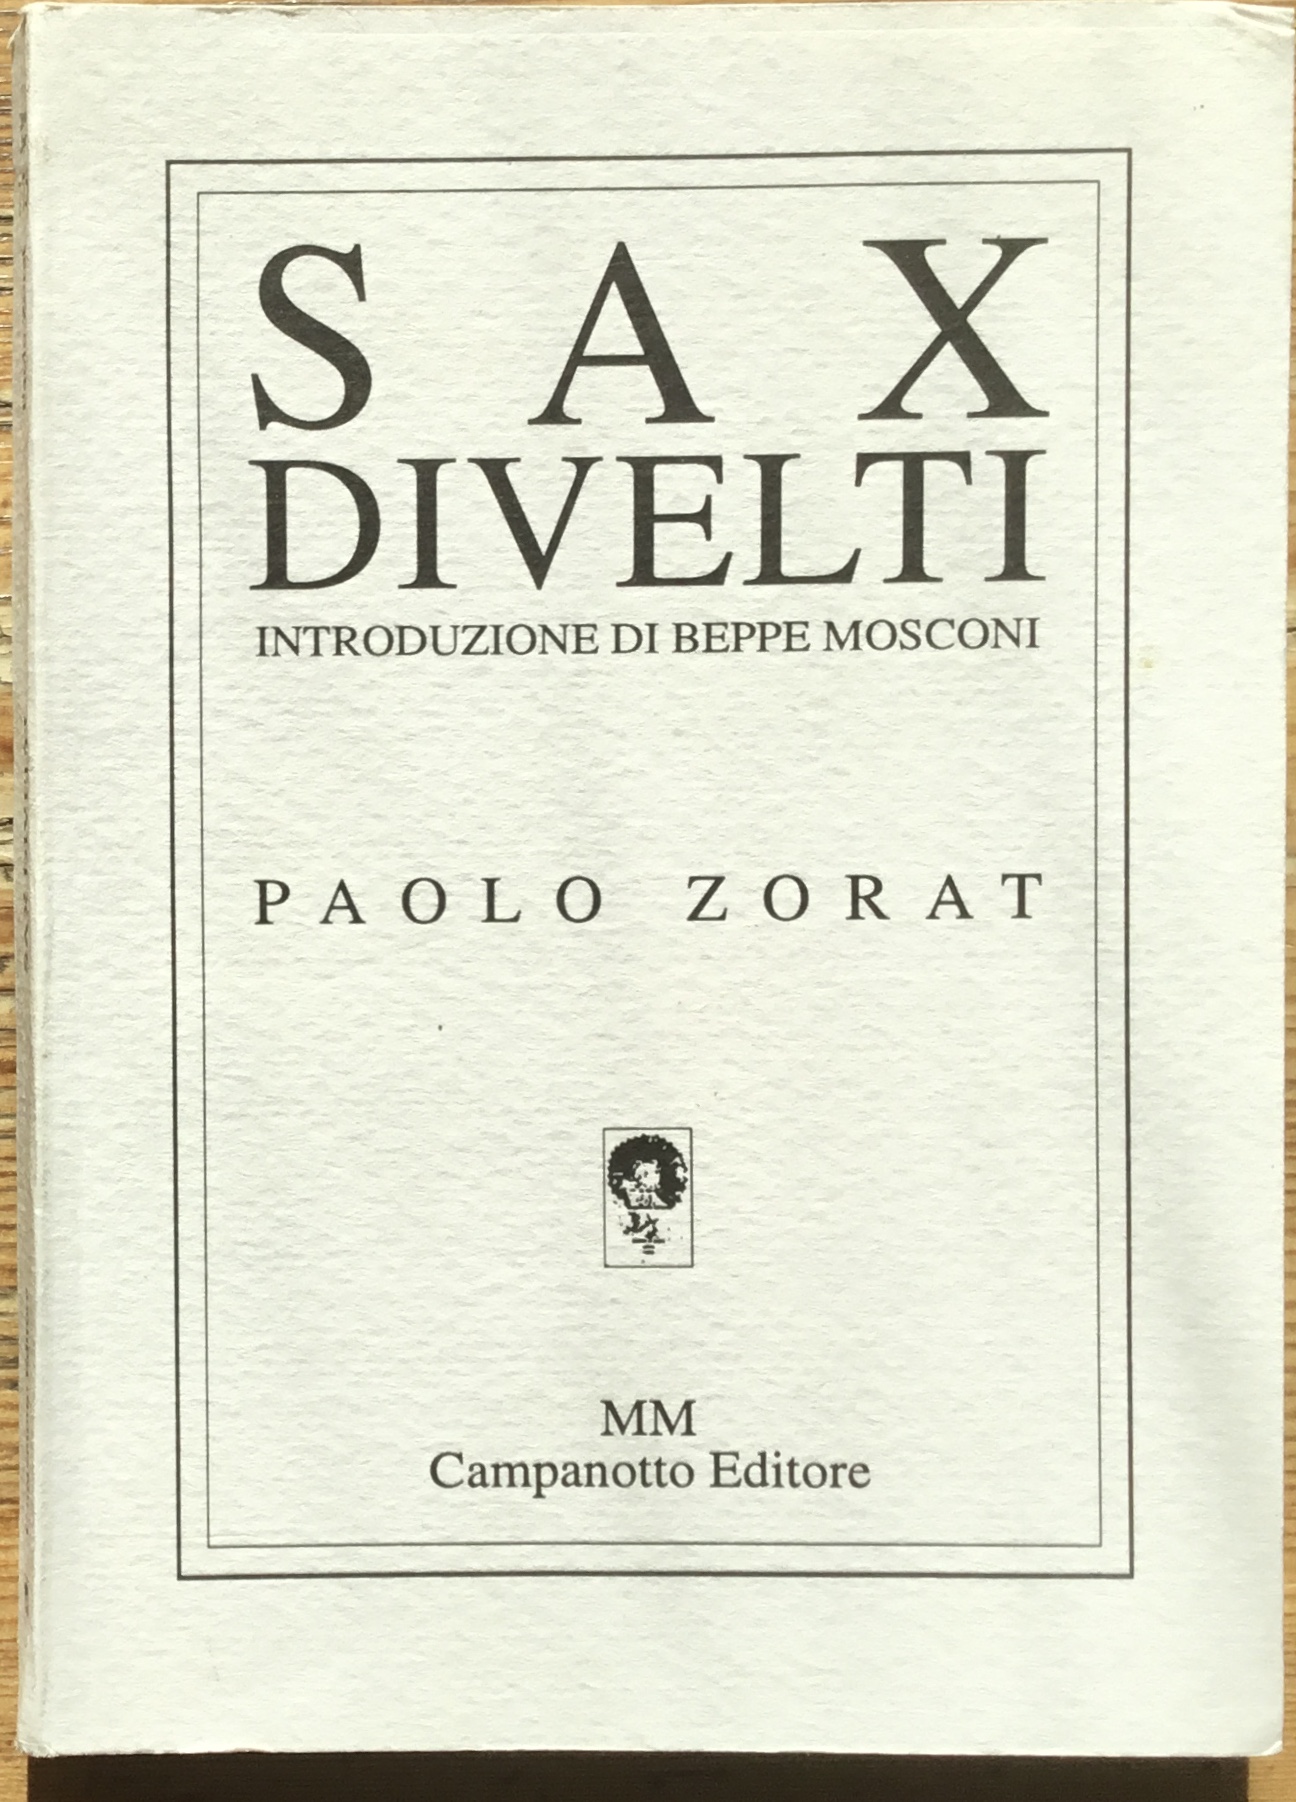 SAX
DIVELTI
INTRODUZIONE DI BEPPE MOSCONI
PAOLO ZORAT
MM
Campanotto Editore